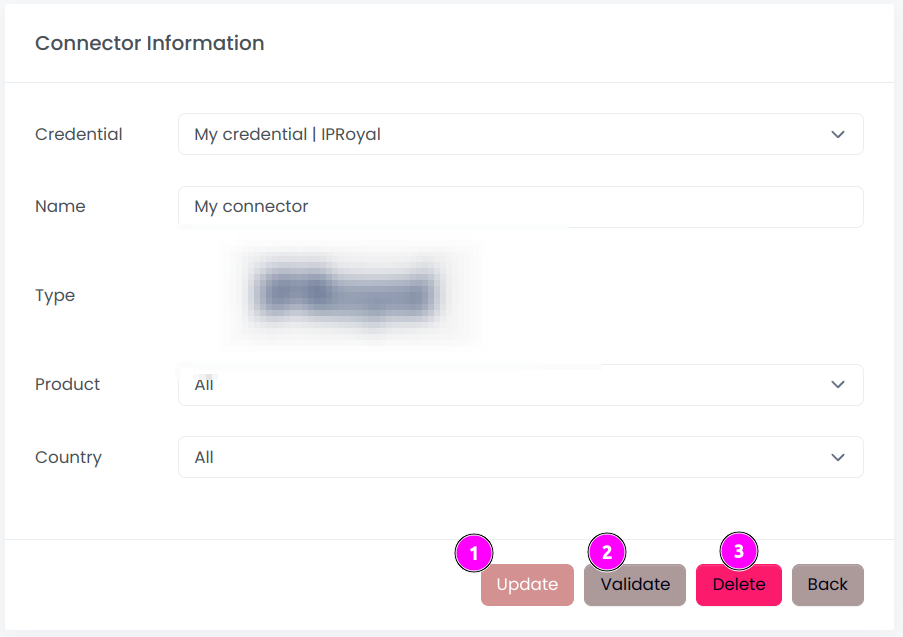 Connector Information
Credential My credential | IPRoyal
Name My connector
Type
Product All
Country All
1 2 3
Update Validate Delete Back